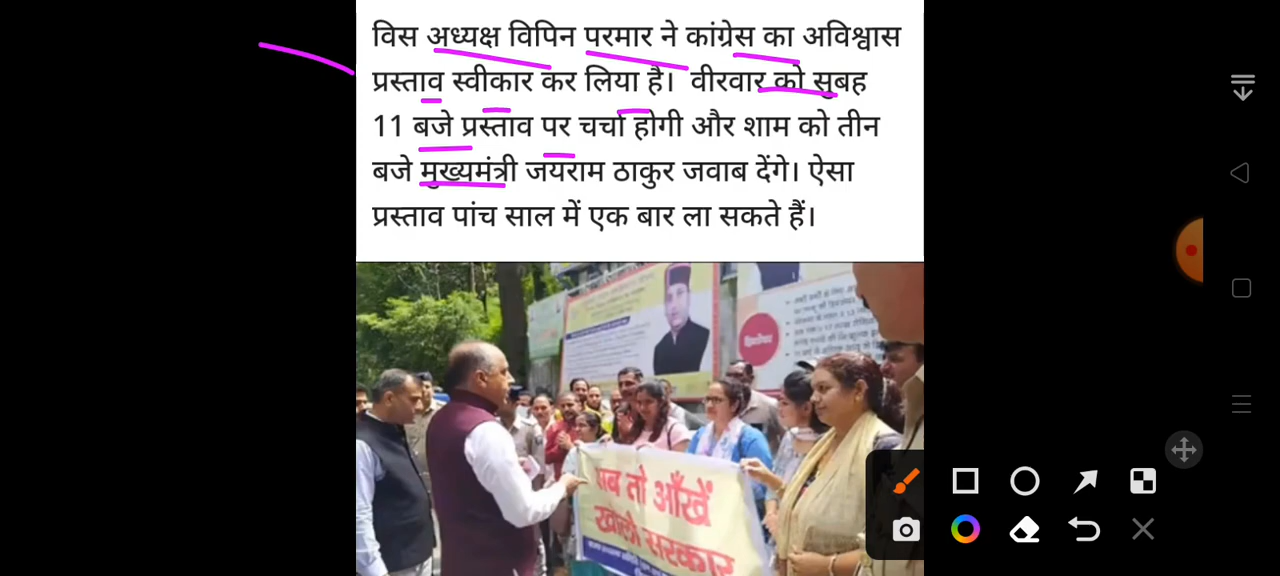 विस अध्यक्ष विपिन परमार ने कांग्रेस का अविश्वास
प्रस्ताव स्वीकार कर लिया है। वीरवार को सुबह
11 बजे प्रस्ताव पर चर्चा होगी और शाम को तीन
बजे मुख्यमंत्री जयराम ठाकुर जवाब देंगे। ऐसा
प्रस्ताव पांच साल में एक बार ला सकते हैं।
तो आँखें
खोलो सरकार